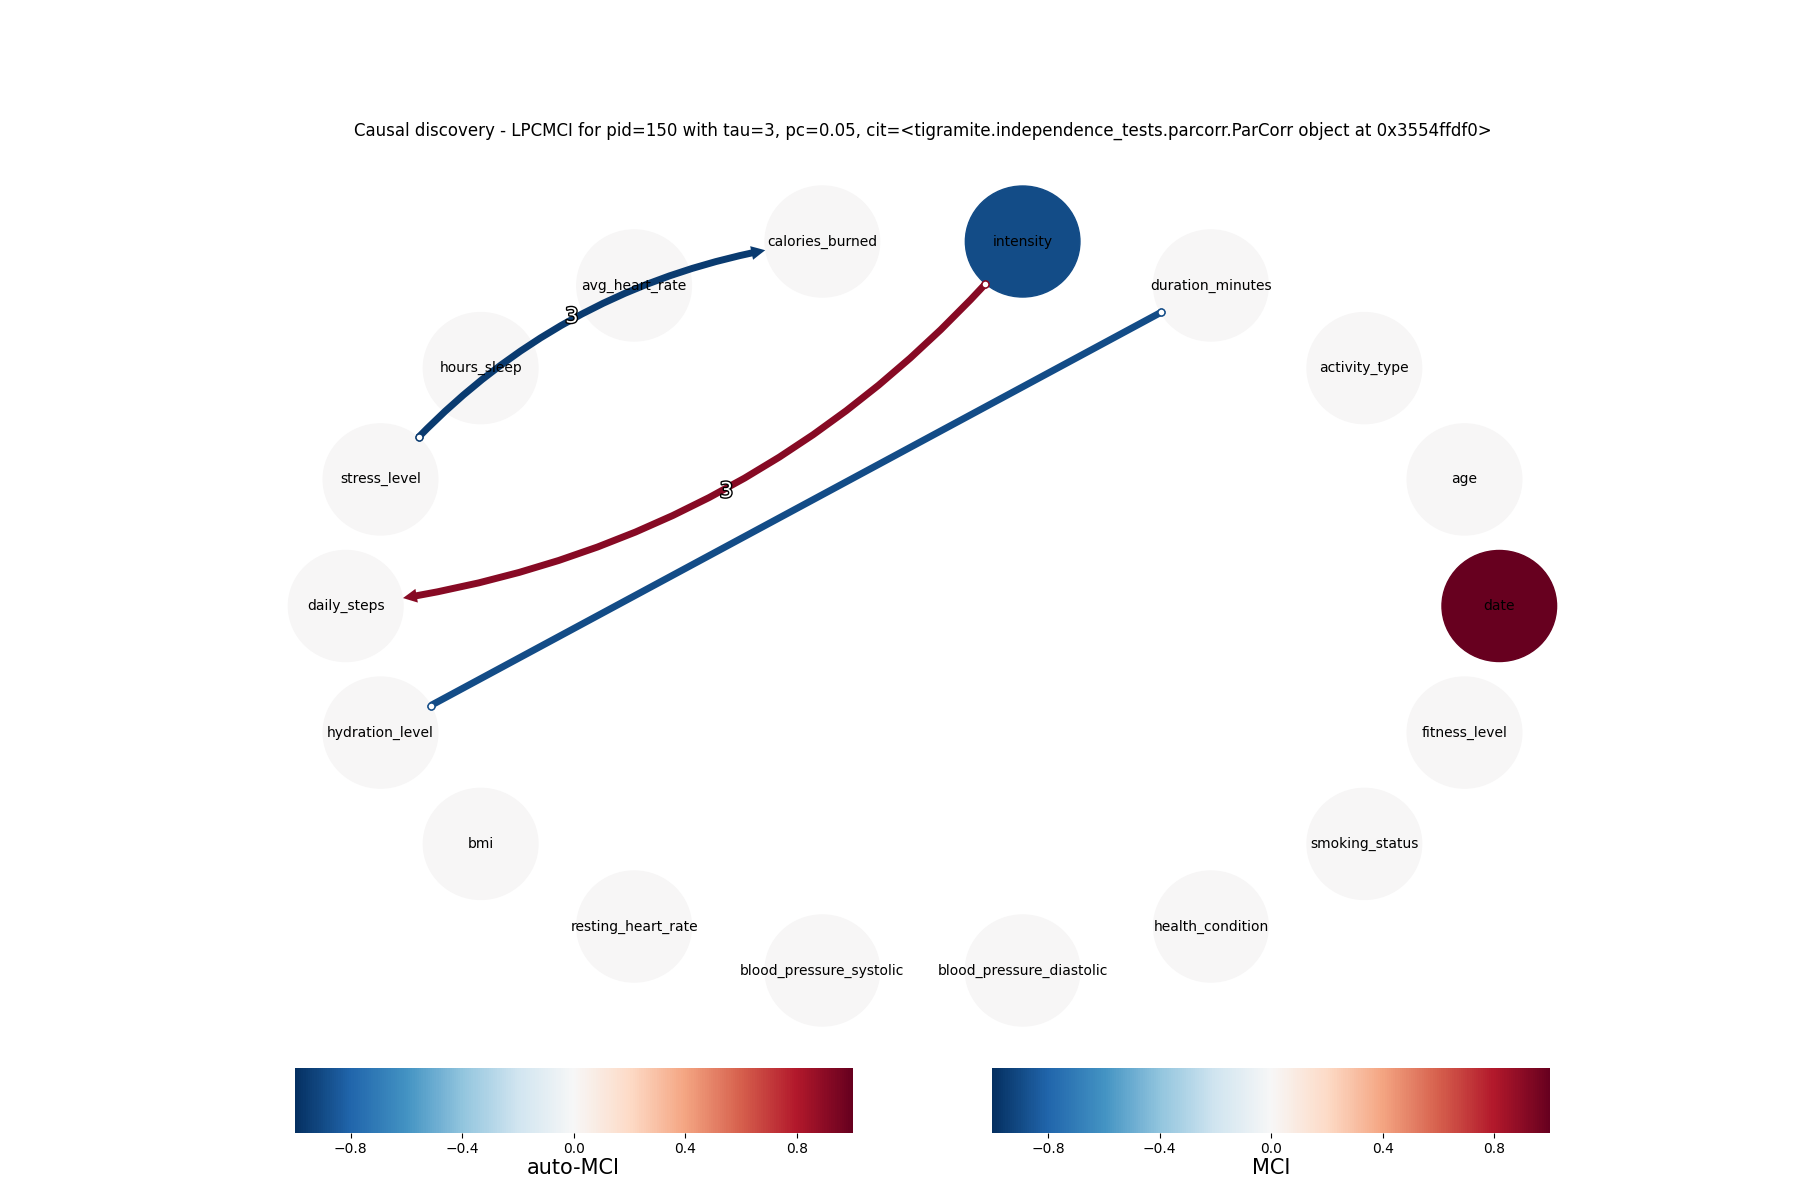 Causal discovery - LPCMCI for pid=150 with tau=3, pc=0.05, cit=<tigramite.independence_tests.parcorr.ParCorr object at 0x3554ffdf0>
calories_burned
intensity
avg_heart_rate
duration_minutes
3
hours_sleep
activity_type
stress_level
age
3
daily_steps
date
hydration_level
fitness_level
bmi
smoking_status
resting_heart_rate
health_condition
blood_pressure_systolic
blood_pressure_diastolic
−0.8 −0.4 0.0 0.4 0.8
auto-MCI
−0.8 −0.4 0.0 0.4 0.8
MCI